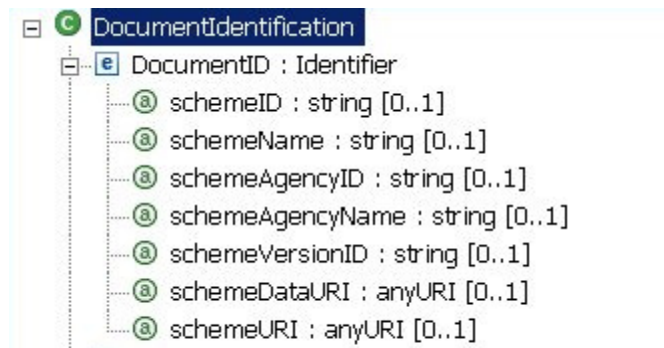 C DocumentIdentification
e DocumentID : Identifier
a schemeID : string [0..1]
a schemeName : string [0..1]
a schemeAgencyID : string [0..1]
a schemeAgencyName : string [0..1]
a schemeVersionID : string [0..1]
a schemeDataURI : anyURI [0..1]
a schemeURI : anyURI [0..1]